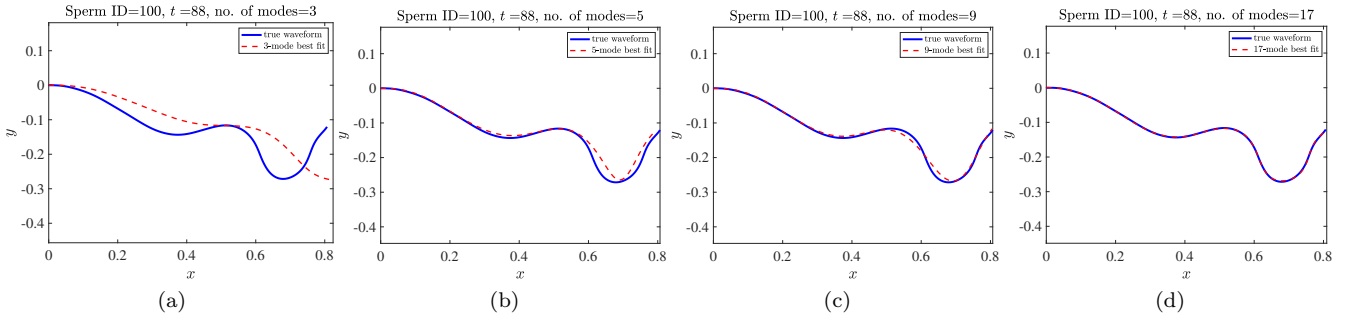 Sperm ID=100, t =88, no. of modes=3
true waveform
3-mode best fit
0.1
0
-0.1
-0.2
-0.3
-0.4
y
0 0.2 0.4 0.6 0.8
x
(a)
Sperm ID=100, t =88, no. of modes=5
true waveform
5-mode best fit
0.1
0
-0.1
-0.2
-0.3
-0.4
y
0 0.2 0.4 0.6 0.8
x
(b)
Sperm ID=100, t =88, no. of modes=9
true waveform
9-mode best fit
0.1
0
-0.1
-0.2
-0.3
-0.4
y
0 0.2 0.4 0.6 0.8
x
(c)
Sperm ID=100, t =88, no. of modes=17
true waveform
17-mode best fit
0.1
0
-0.1
-0.2
-0.3
-0.4
y
0 0.2 0.4 0.6 0.8
x
(d)